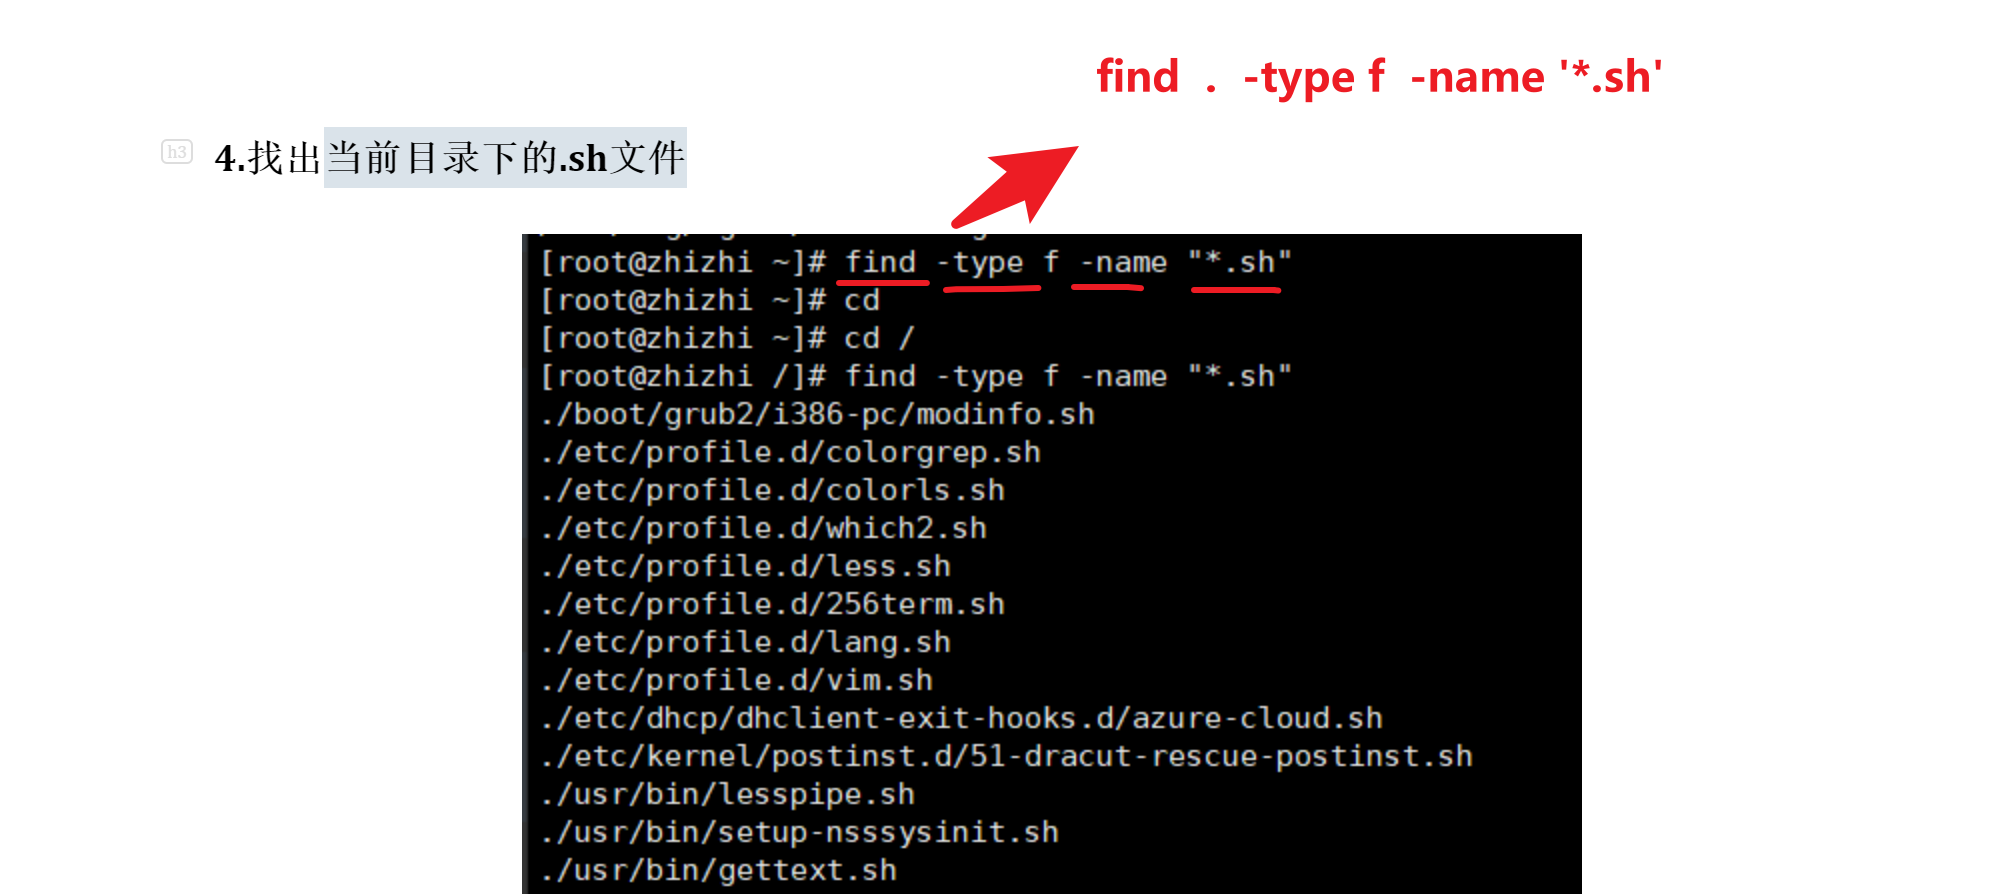 find . -type f -name '*.sh'
h3
4.找出当前目录下的.sh文件
[root@zhizhi ~]# find -type f -name "*.sh"
[root@zhizhi ~]# cd
[root@zhizhi ~]# cd /
[root@zhizhi /]# find -type f -name "*.sh"
./boot/grub2/i386-pc/modinfo.sh
./etc/profile.d/colorgrep.sh
./etc/profile.d/colorls.sh
./etc/profile.d/which2.sh
./etc/profile.d/less.sh
./etc/profile.d/256term.sh
./etc/profile.d/lang.sh
./etc/profile.d/vim.sh
./etc/dhcp/dhclient-exit-hooks.d/azure-cloud.sh
./etc/kernel/postinst.d/51-dracut-rescue-postinst.sh
./usr/bin/lesspipe.sh
./usr/bin/setup-nsssysinit.sh
./usr/bin/gettext.sh